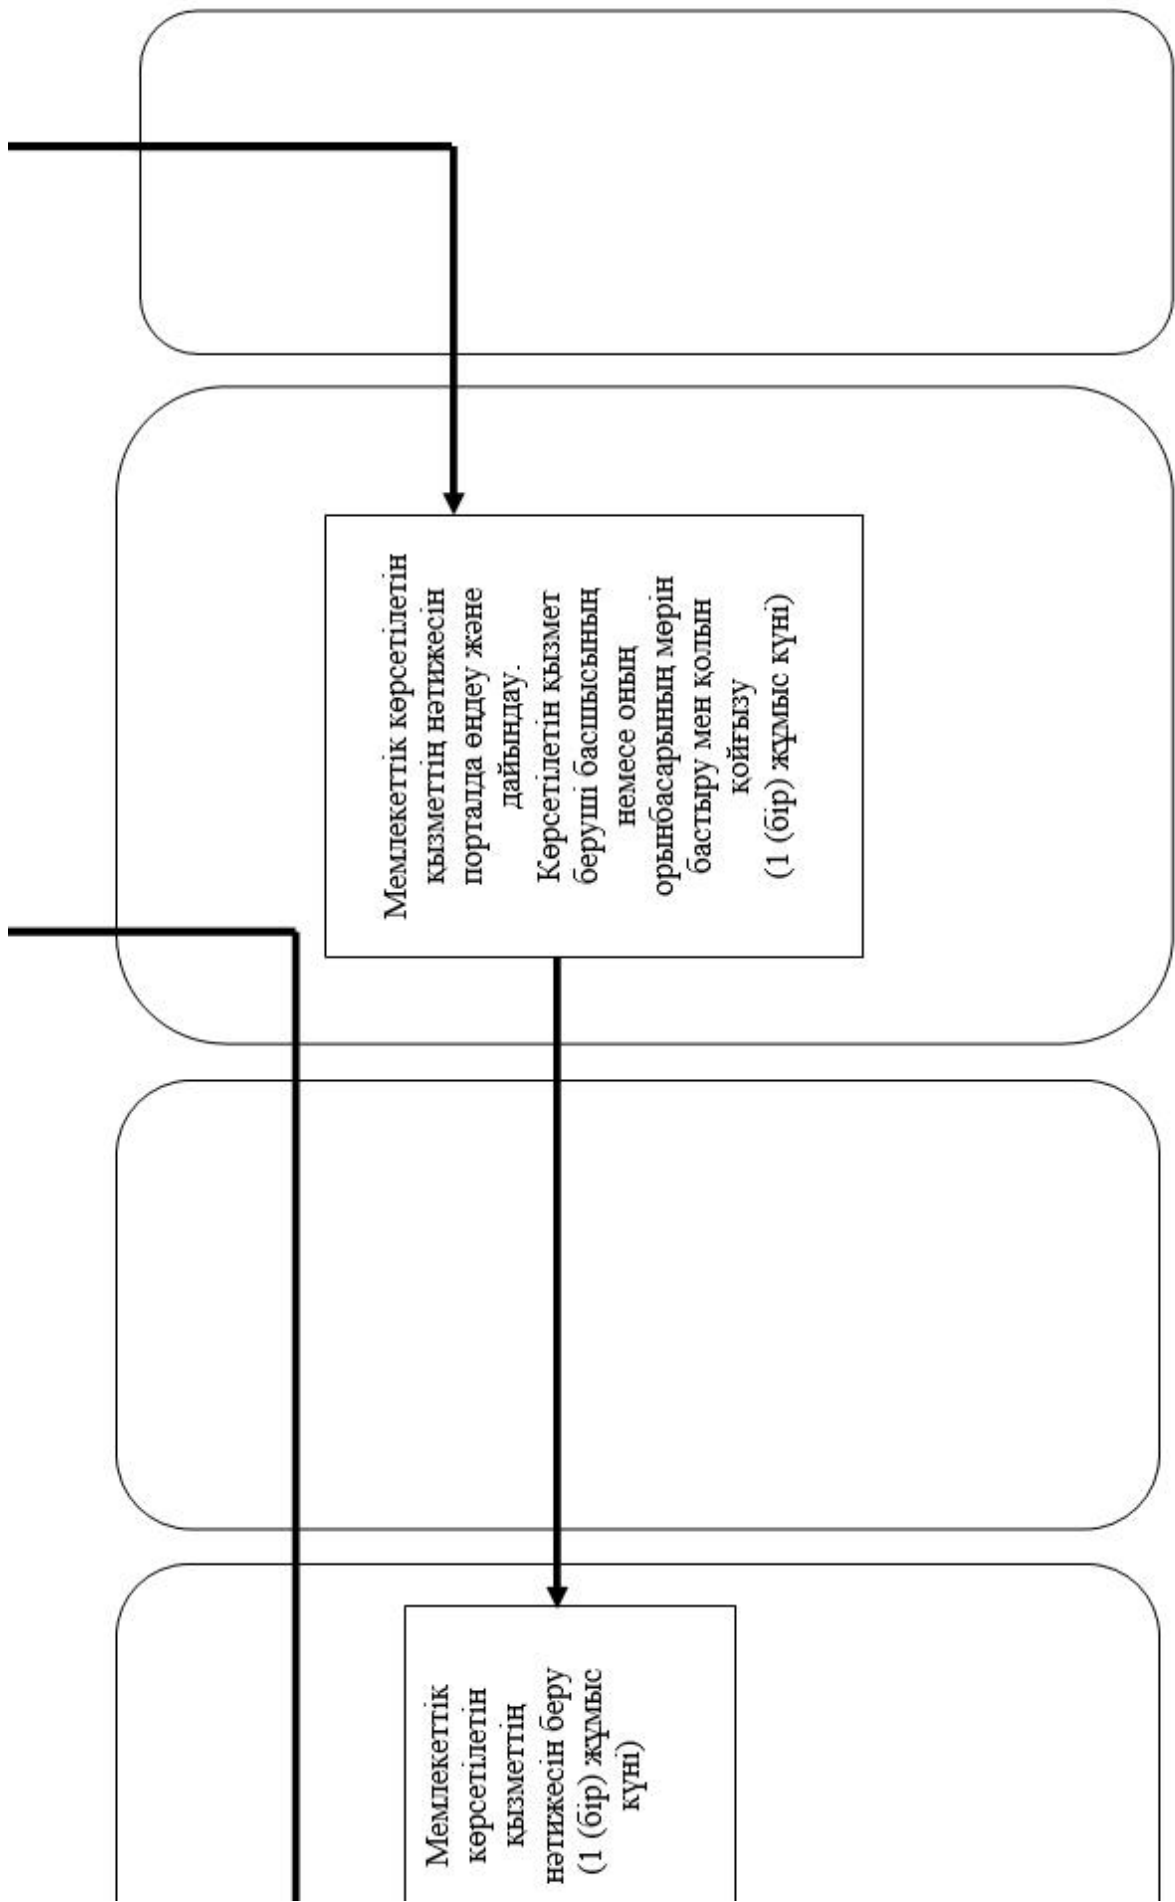 Мемлекеттік көрсетілетін
қызметтің нәтижесін
порталда өңдеу және
дайындау.
Көрсетілетін қызмет
беруші басшысының
немесе оның
орынбасарының мөрін
бастыру мен қолын
қойғызу
(1 (бір) жұмыс күні)
Мемлекеттік
көрсетілетін
қызметтің
нәтижесін беру
(1 (бір) жұмыс
күні)